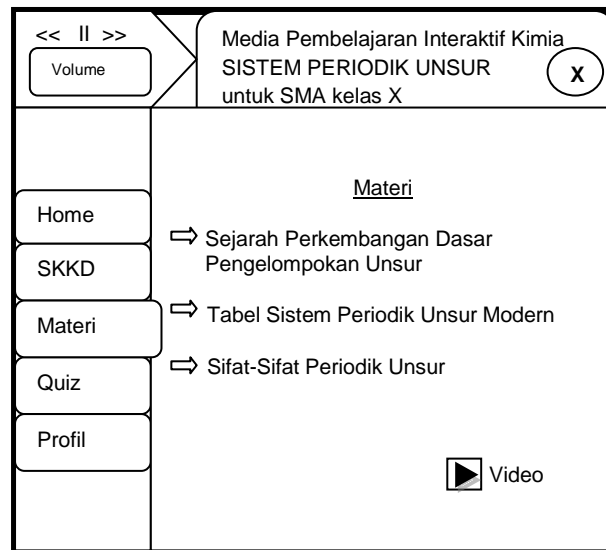 << II >>
Volume
Media Pembelajaran Interaktif Kimia
SISTEM PERIODIK UNSUR
untuk SMA kelas X
X
Home
SKKD
Materi
Quiz
Profil
Materi
Sejarah Perkembangan Dasar
Pengelompokan Unsur
Tabel Sistem Periodik Unsur Modern
Sifat-Sifat Periodik Unsur
Video